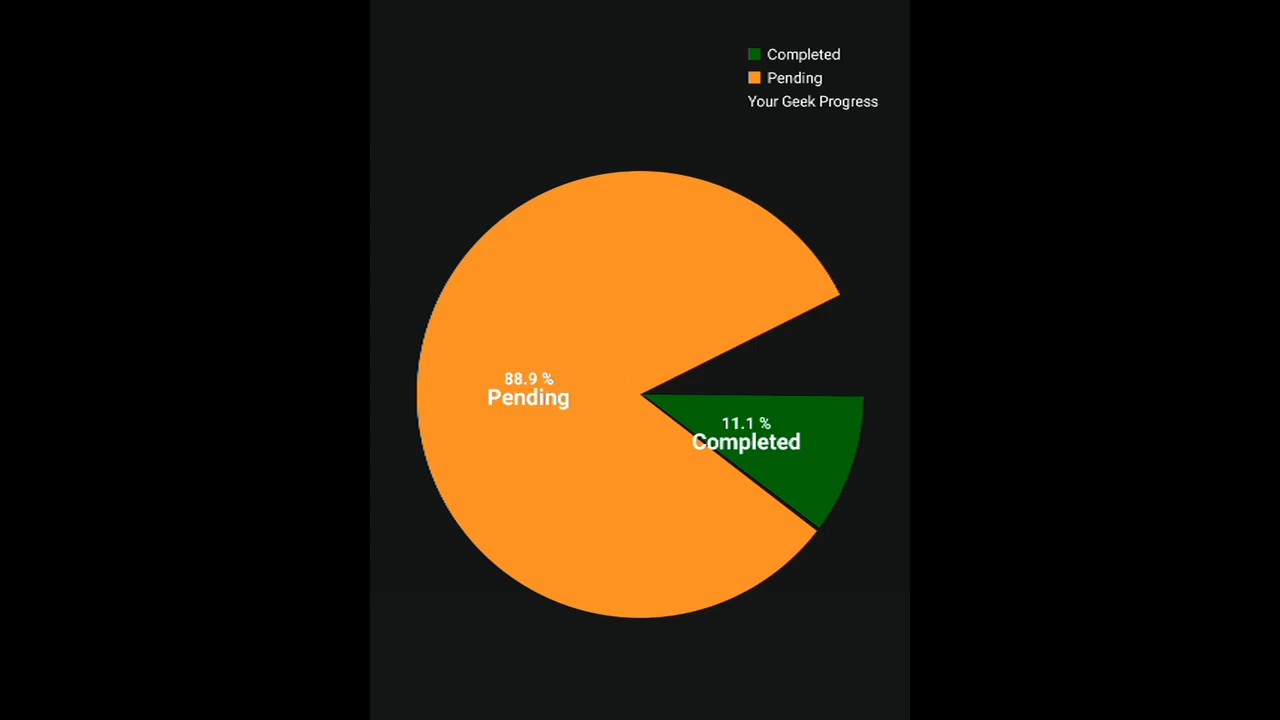 Completed
Pending
Your Geek Progress
88.9 %
Pending
11.1 %
Completed